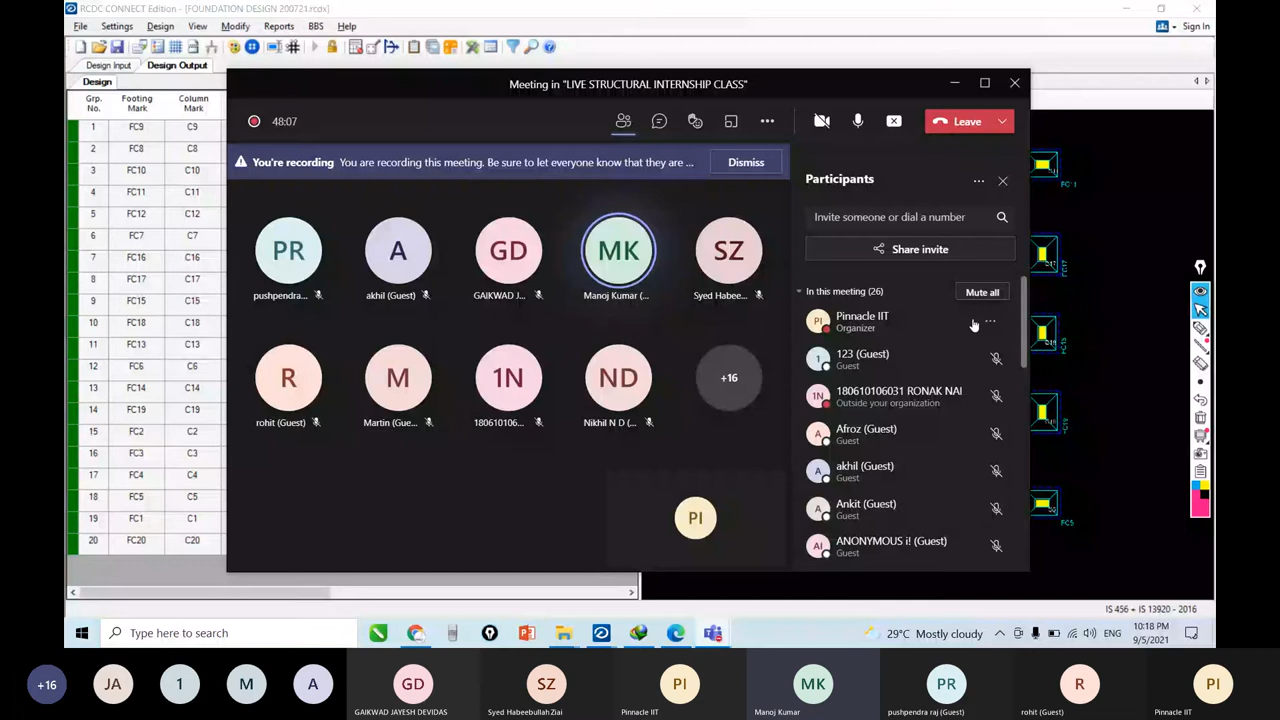 RCDC CONNECT Edition - [FOUNDATION DESIGN 200721.rcdx]
File Settings Design View Modify Reports BBS Help
Sign In
Design Input Design Output
Design
Grp. No. Footing Mark Column Mark
1 FC9 C9
2 FC8 C8
3 FC10 C10
4 FC11 C11
5 FC12 C12
6 FC7 C7
7 FC16 C16
8 FC17 C17
9 FC15 C15
10 FC18 C18
11 FC13 C13
12 FC6 C6
13 FC14 C14
14 FC19 C19
15 FC2 C2
16 FC3 C3
17 FC4 C4
18 FC5 C5
19 FC1 C1
20 FC20 C20
Meeting in "LIVE STRUCTURAL INTERNSHIP CLASS"
48:07
Leave
You're recording You are recording this meeting. Be sure to let everyone know that they are ...
Dismiss
PR A GD MK SZ
pushpendra... akhil (Guest) GAIKWAD J... Manoj Kumar (... Syed Habee...
R M 1N ND +16
rohit (Guest) Martin (Gue... 180610106... Nikhil N D (...
PI
Participants
Invite someone or dial a number
Share invite
In this meeting (26) Mute all
PI Pinnacle IIT
Organizer
1 123 (Guest)
Guest
1N 180610106031 RONAK NAI
Outside your organization
A Afroz (Guest)
Guest
A akhil (Guest)
Guest
A Ankit (Guest)
Guest
AI ANONYMOUS i! (Guest)
Guest
FC5
IS 456 + IS 13920 - 2016
Type here to search
29°C Mostly cloudy
ENG
10:18 PM
9/5/2021
+16 JA 1 M A GD SZ PI MK PR R PI
GAIKWAD JAYESH DEVIDAS Syed Habeebullah Ziai Pinnacle IIT Manoj Kumar pushpendra raj (Guest) rohit (Guest) Pinnacle IIT